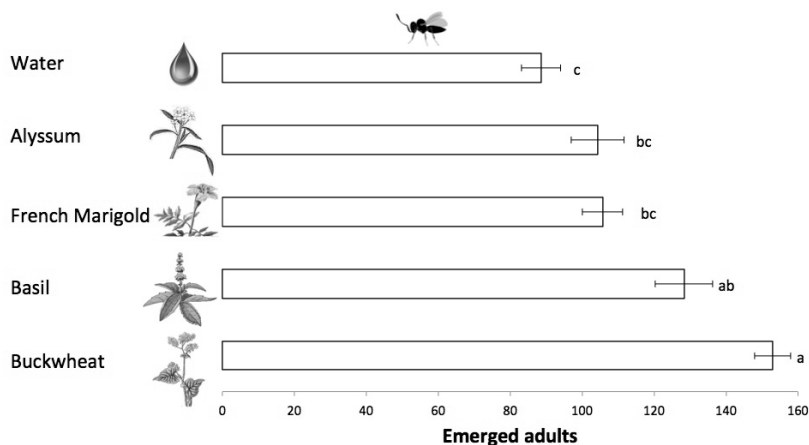 Water
c
Alyssum
bc
French Marigold
bc
Basil
ab
Buckwheat
a
0 20 40 60 80 100 120 140 160
Emerged adults